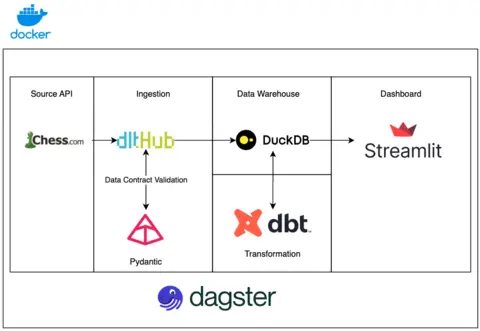 docker
Source API
Ingestion
Data Warehouse
Dashboard
Chess.com
dltHub
DuckDB
Streamlit
Data Contract Validation
dbt
Pydantic
Transformation
dagster